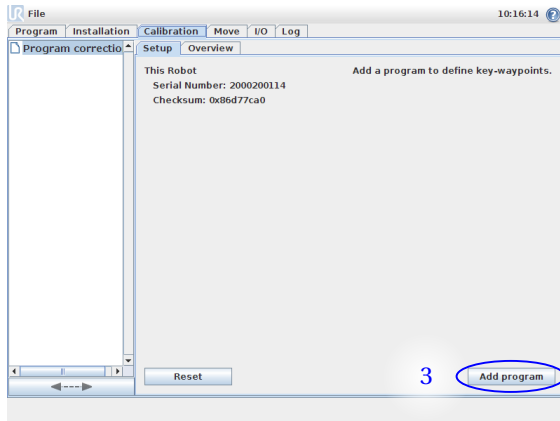 UR File 10:16:14 ?
Program Installation Calibration Move I/O Log
Program correctio Setup Overview
This Robot Add a program to define key-waypoints.
Serial Number: 2000200114
Checksum: 0x86d77ca0
Reset 3 Add program